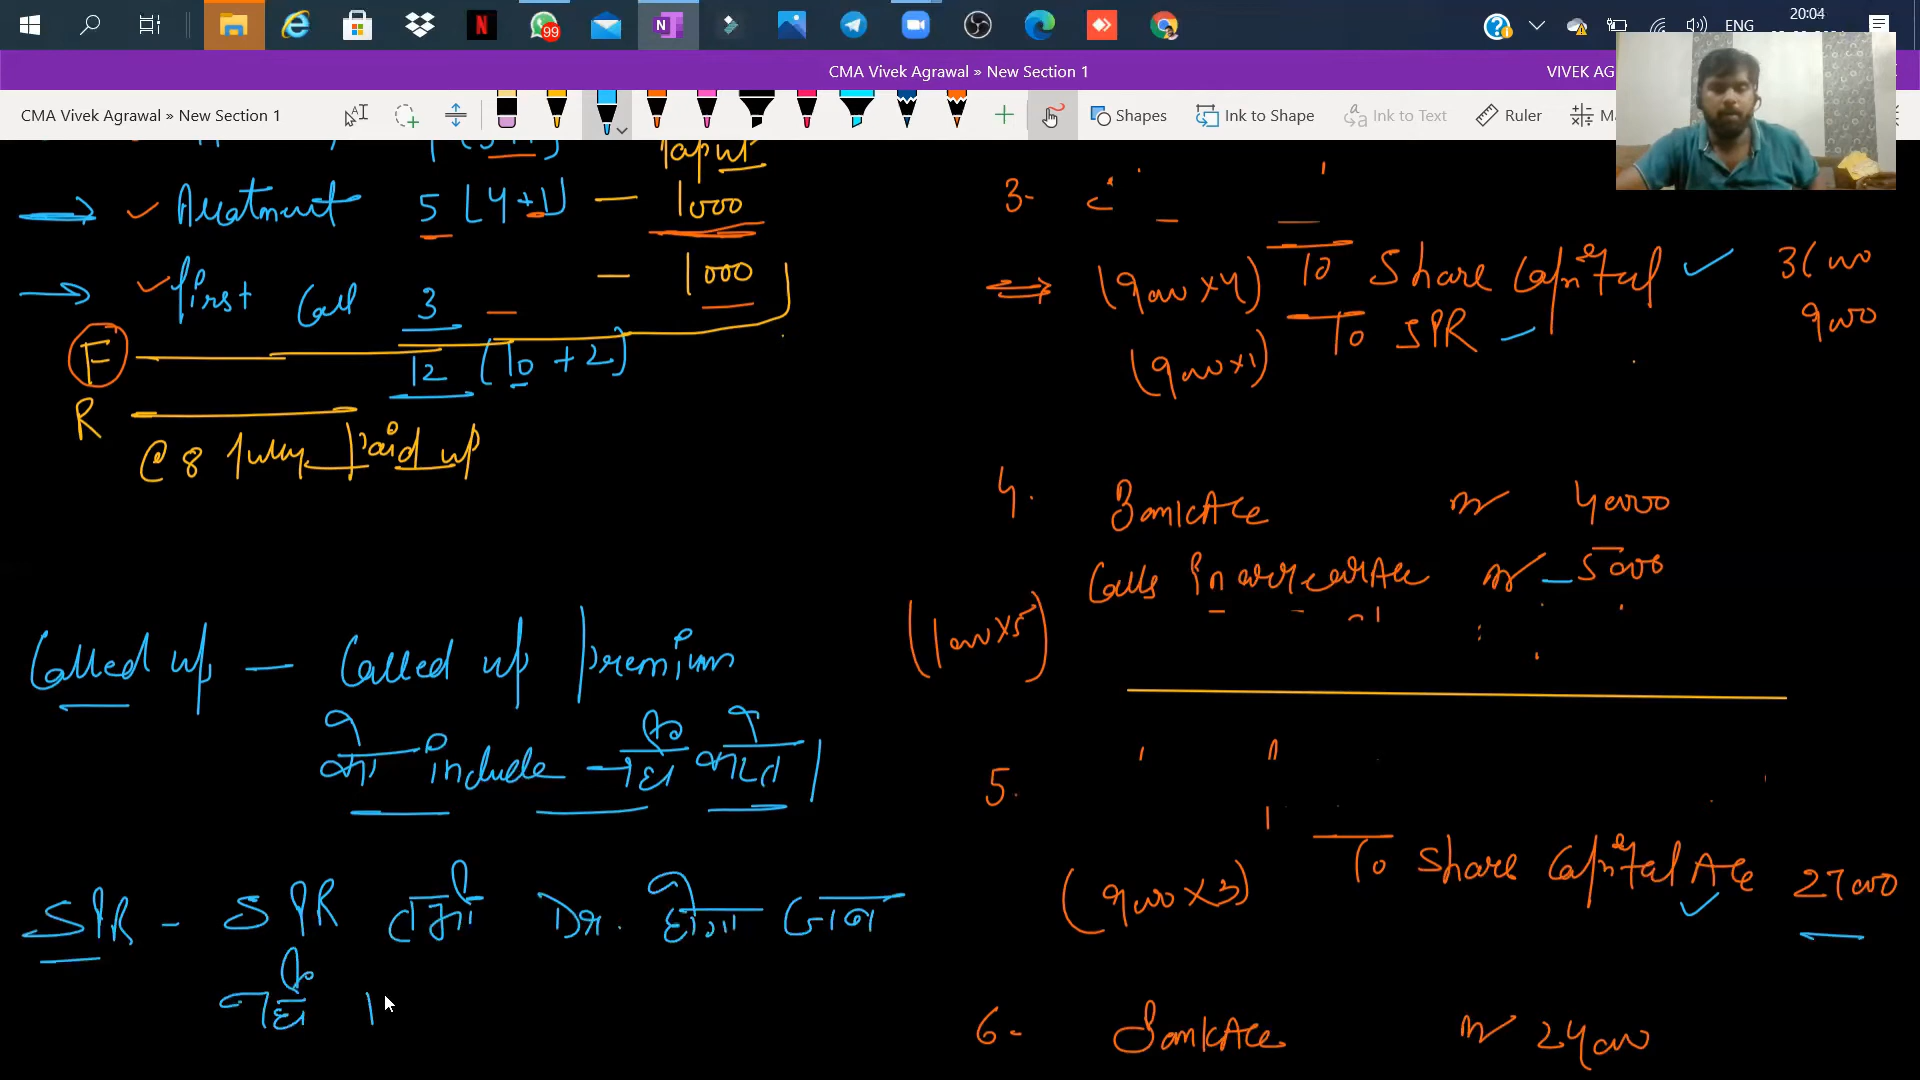 99
ENG
20:04
CMA Vivek Agrawal » New Section 1
VIVEK AG
CMA Vivek Agrawal » New Section 1
Shapes
Ink to Shape
Ink to Text
Ruler
Ma
→ ✓ 5 [4+1] — 1000
→ ✓ First Call 3 — 1000
F 12 (10 + 2)
R
@ 8 fully paid up
Called up — Called up premium
का include नहीं करना।
SPR - SPR
नहीं
3-
(9000 x 4) To Share Capital ✓ 36000
(9000 x 1) To SPR 9000
4. Bank A/c Dr 40000
Calls In arrear A/c Dr 5000
(1000 x 5)
5.
(9000 x 3) To Share Capital A/c 27000
6- Bank A/c Dr 24000